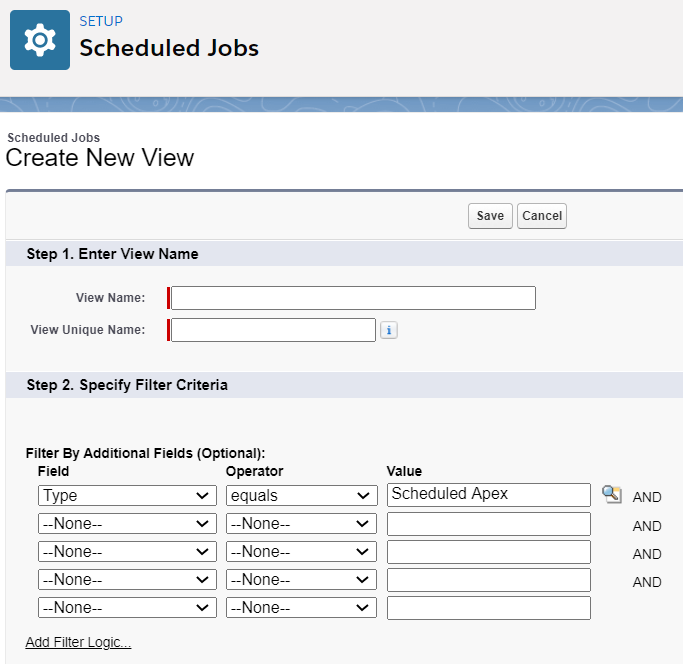 SETUP
Scheduled Jobs
Scheduled Jobs
Create New View
Save Cancel
Step 1. Enter View Name
View Name:
View Unique Name:
i
Step 2. Specify Filter Criteria
Filter By Additional Fields (Optional):
Field Operator Value
Type equals Scheduled Apex AND
--None-- --None-- AND
--None-- --None-- AND
--None-- --None-- AND
--None-- --None--
Add Filter Logic...